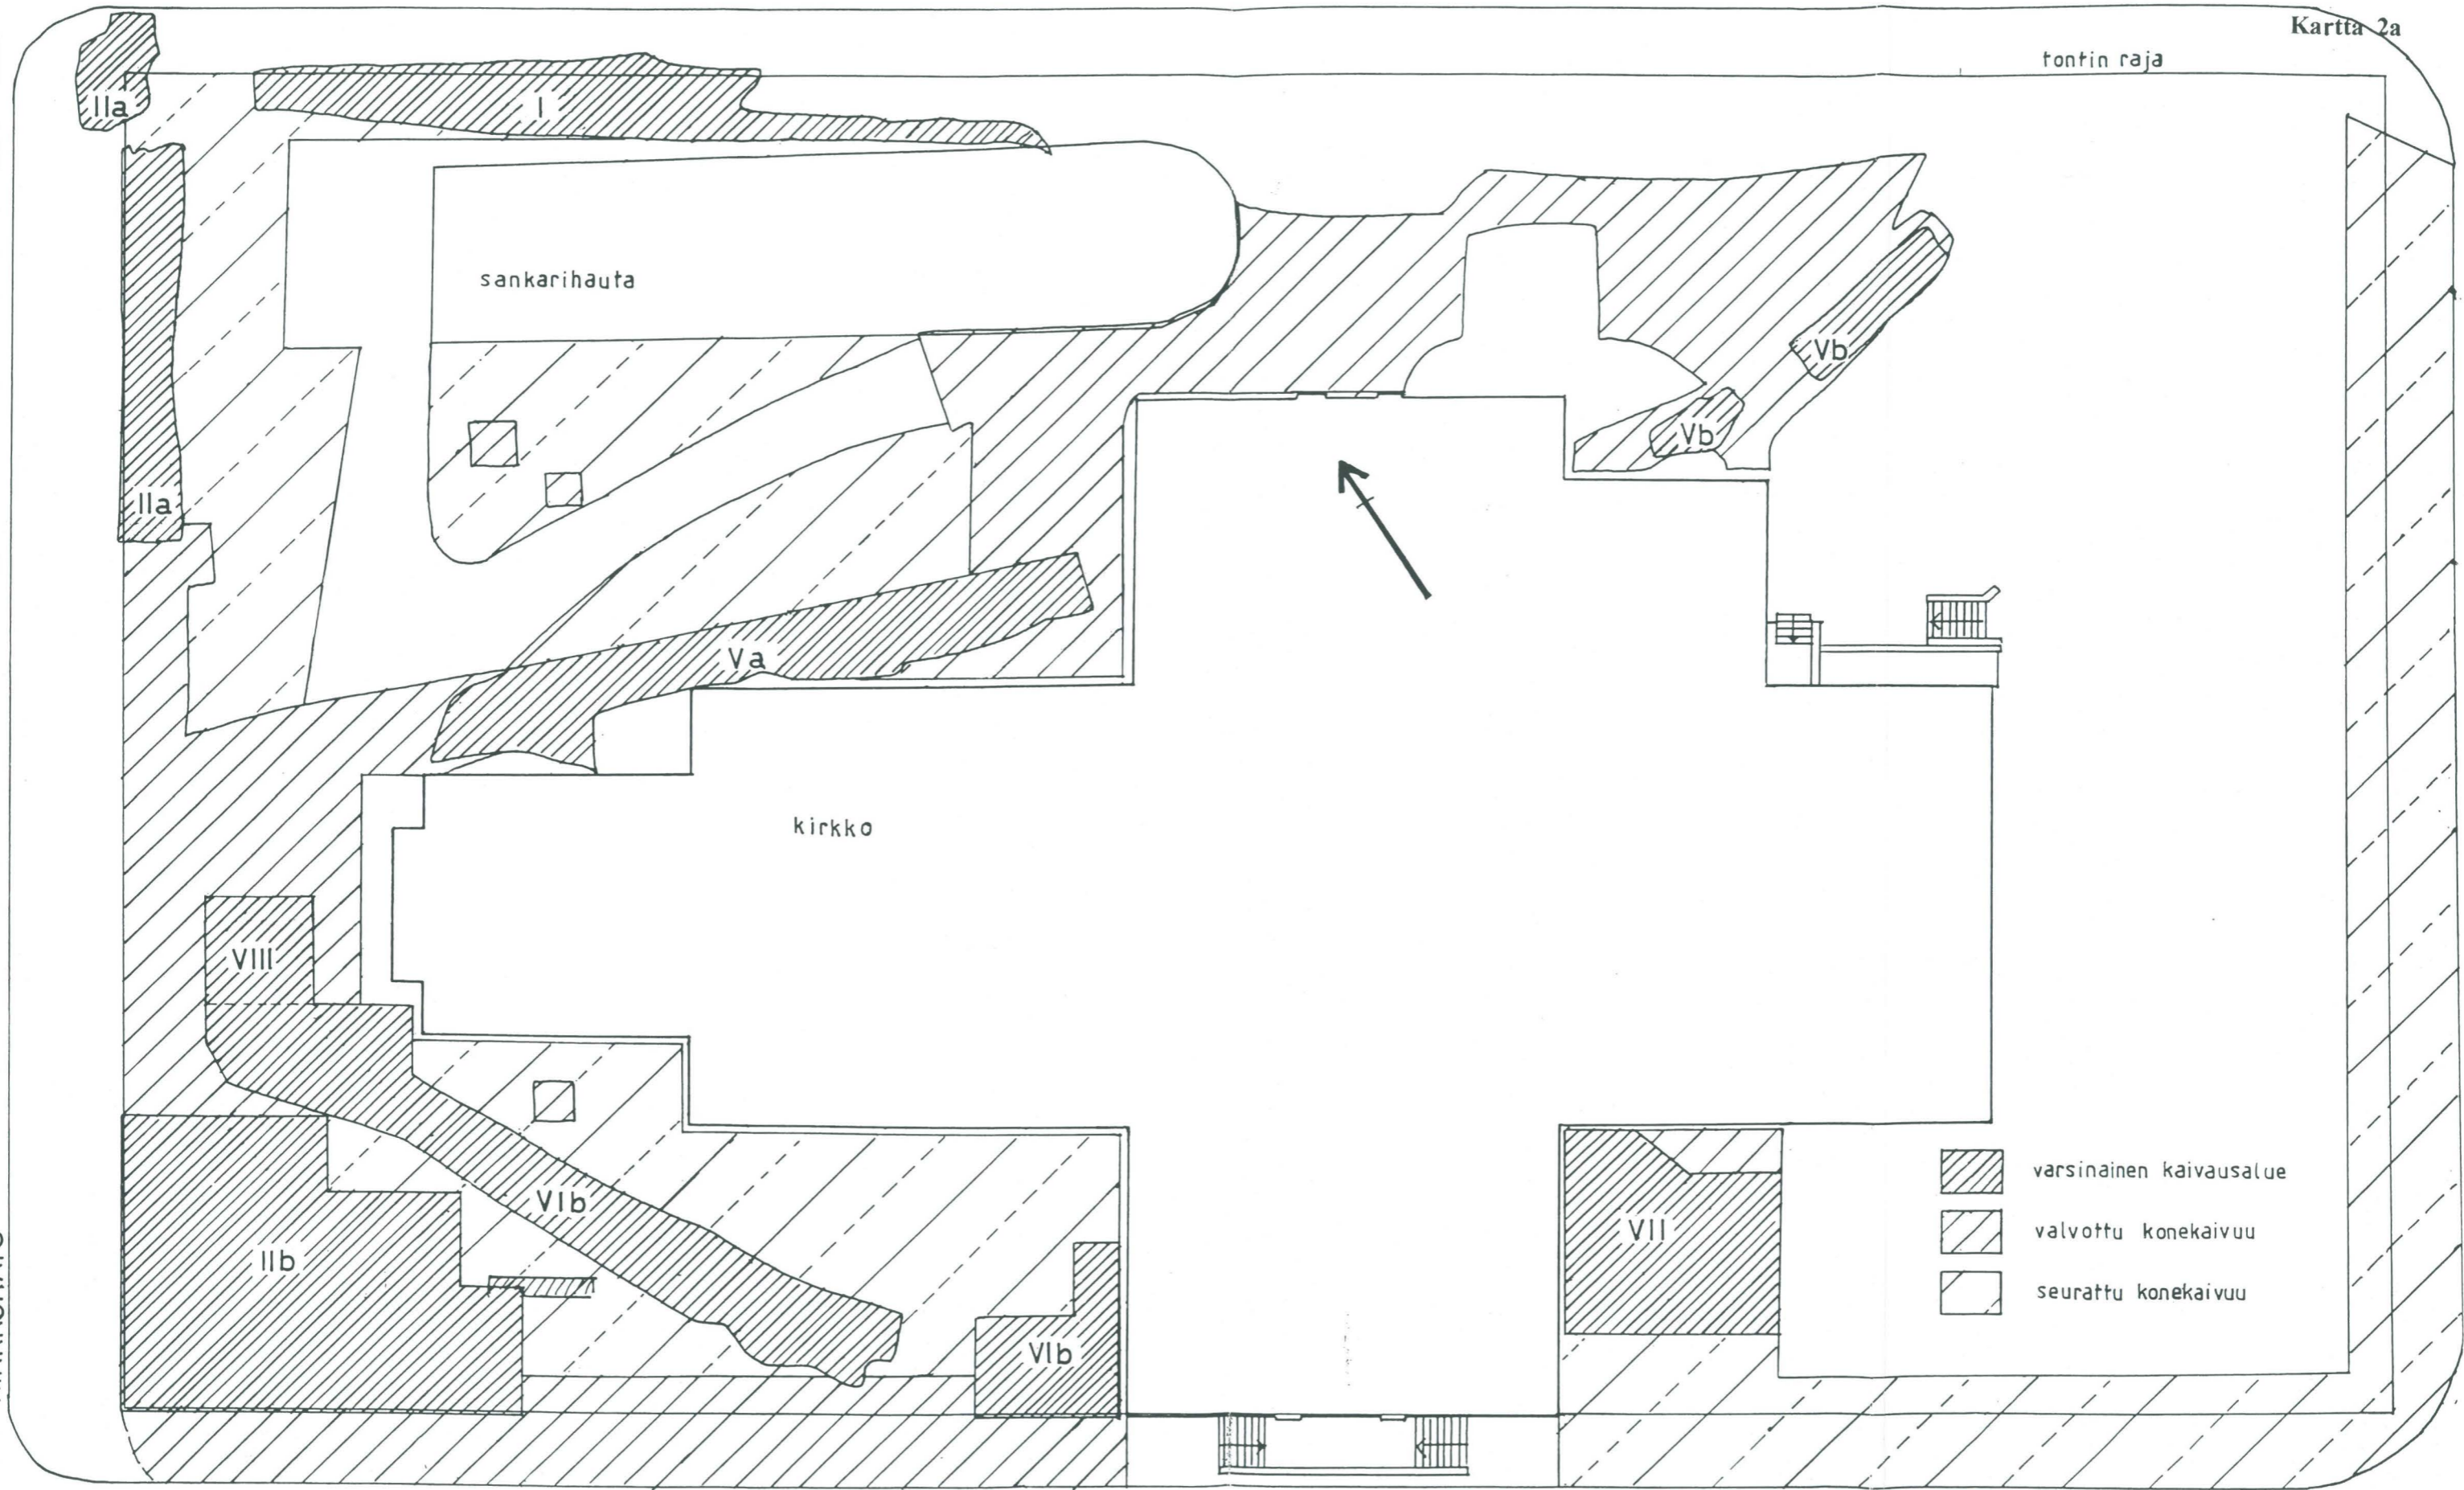 Kartta 2a
tontin raja
IIa
I
sankarihauta
Vb
Vb
IIa
Va
kirkko
VIII
VIb
IIb
VIb
VII
varsinainen kaivausalue
valvottu konekaivuu
seurattu konekaivuu